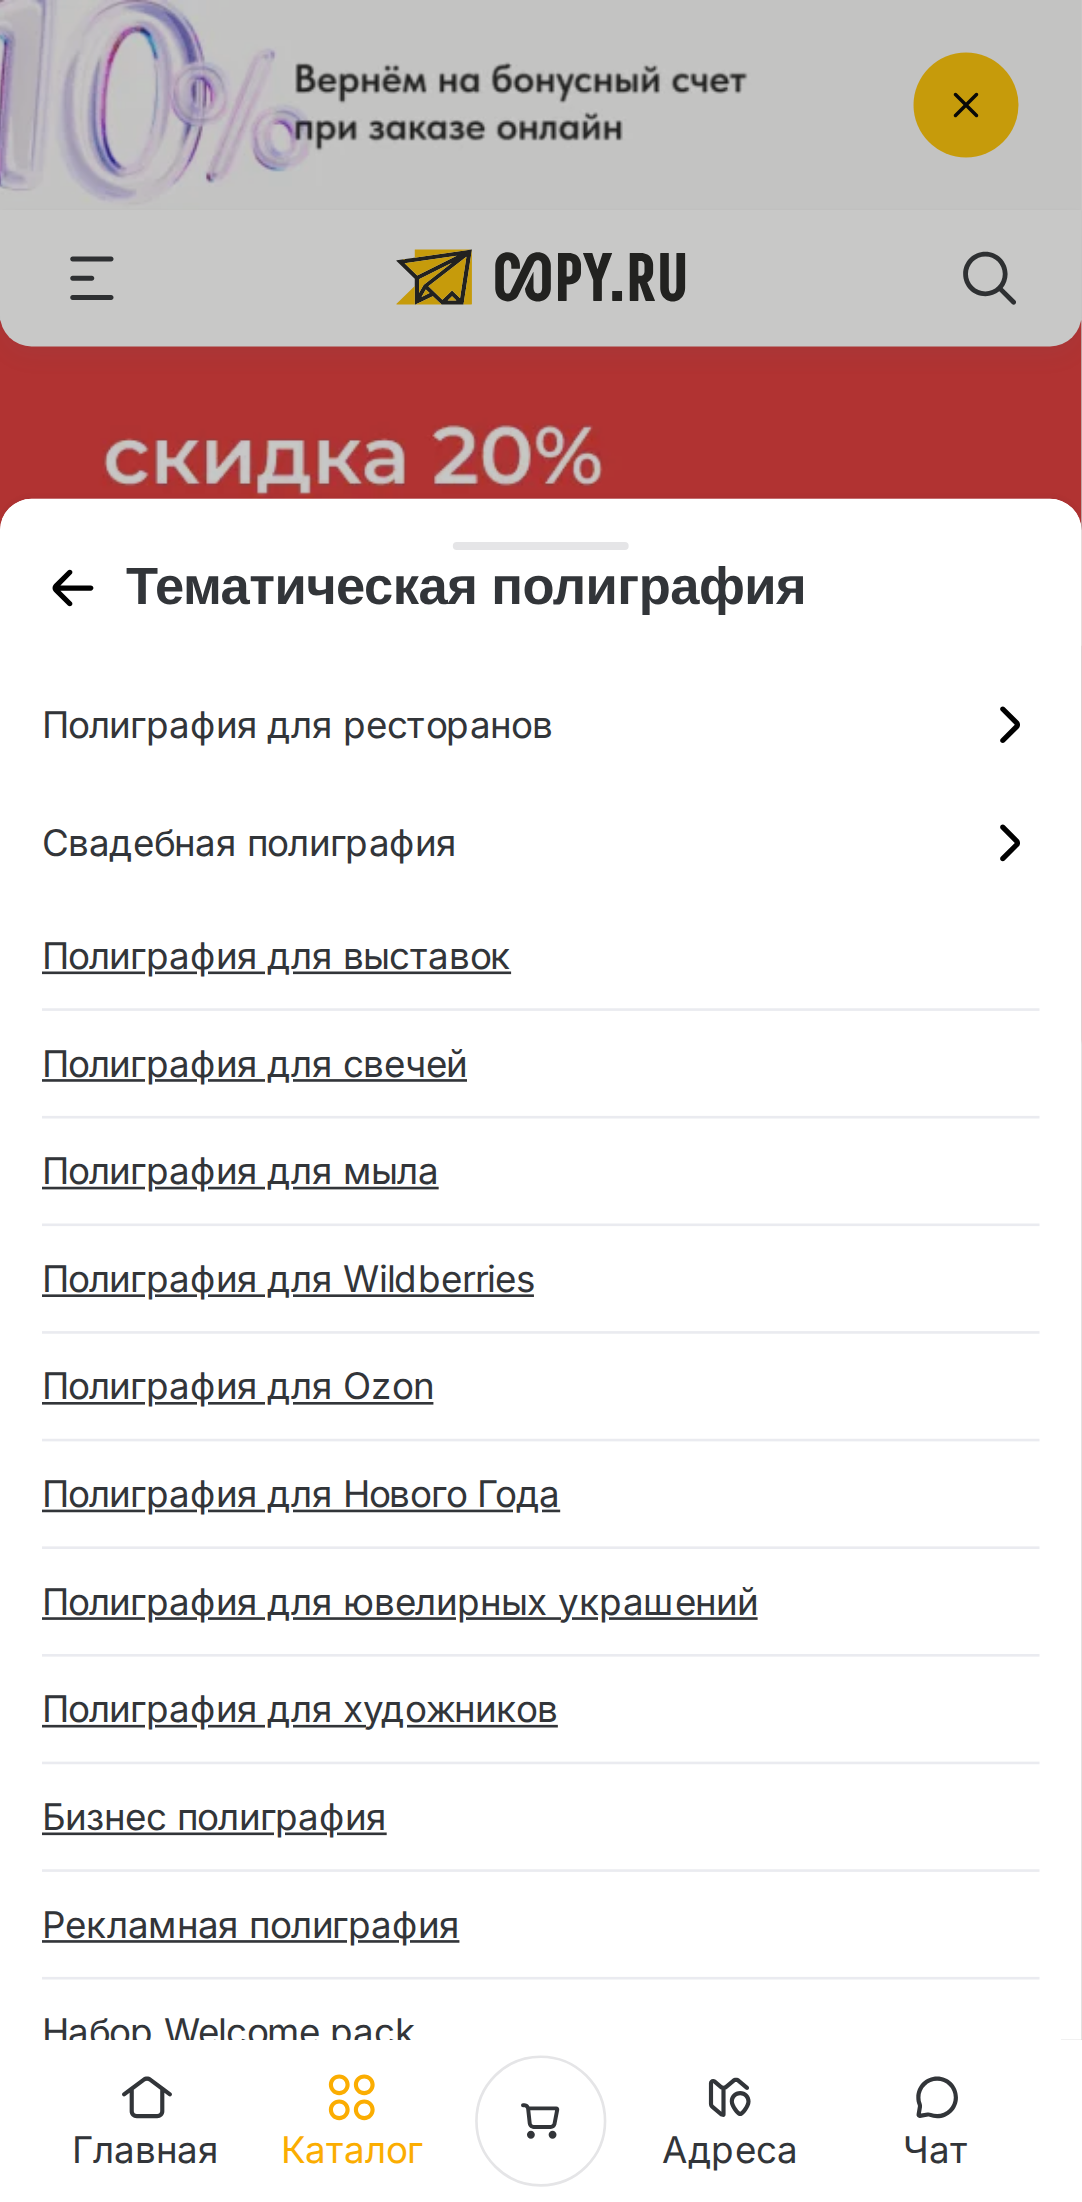 10%
Вернём на бонусный счет
при заказе онлайн
COPY.RU
скидка 20%
Тематическая полиграфия
Полиграфия для ресторанов
Свадебная полиграфия
Полиграфия для выставок
Полиграфия для свечей
Полиграфия для мыла
Полиграфия для Wildberries
Полиграфия для Ozon
Полиграфия для Нового Года
Полиграфия для ювелирных украшений
Полиграфия для художников
Бизнес полиграфия
Рекламная полиграфия
Набор Welcome pack
Главная
Каталог
Адреса
Чат